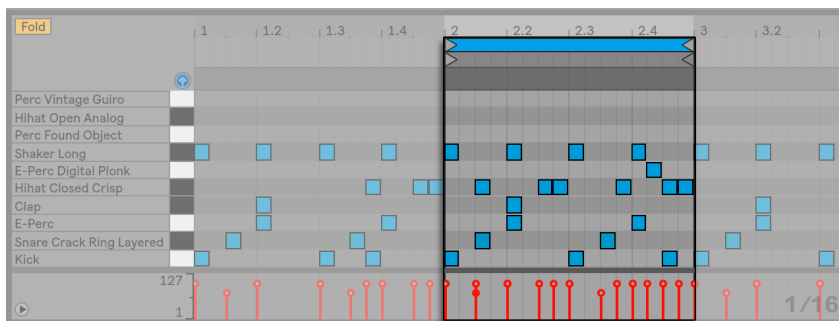 Fold
1 1.3 1.4 2 2.2 2.3 2.4 3 3.2
Perc Vintage Guiro
Hihat Open Analog
Perc Found Object
Shaker Long
E-Perc Digital Plonk
Hihat Closed Crisp
Clap
E-Perc
Snare Crack Ring Layered
Kick
127
1
1/16